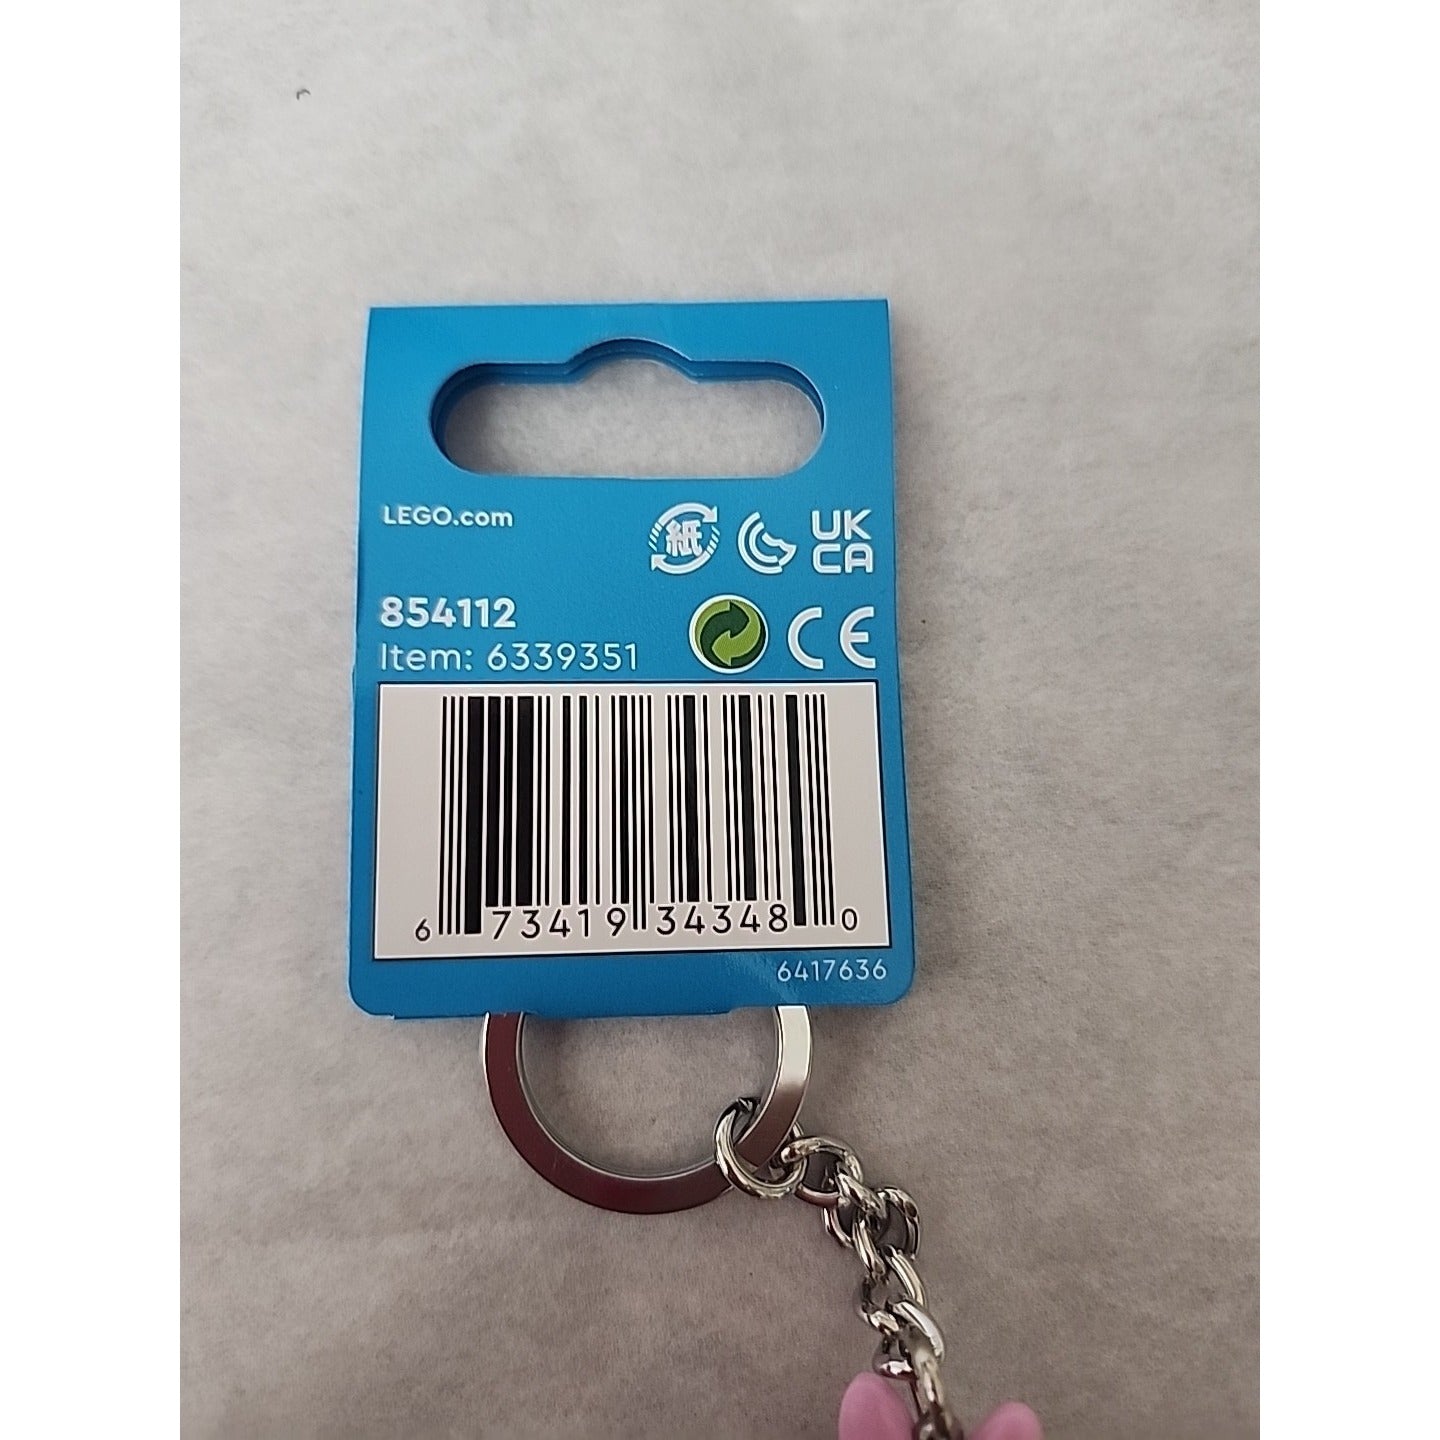 LEGO.com
紙
UK
CA
854112
CE
Item: 6339351
6 73419 34348 0
6417636